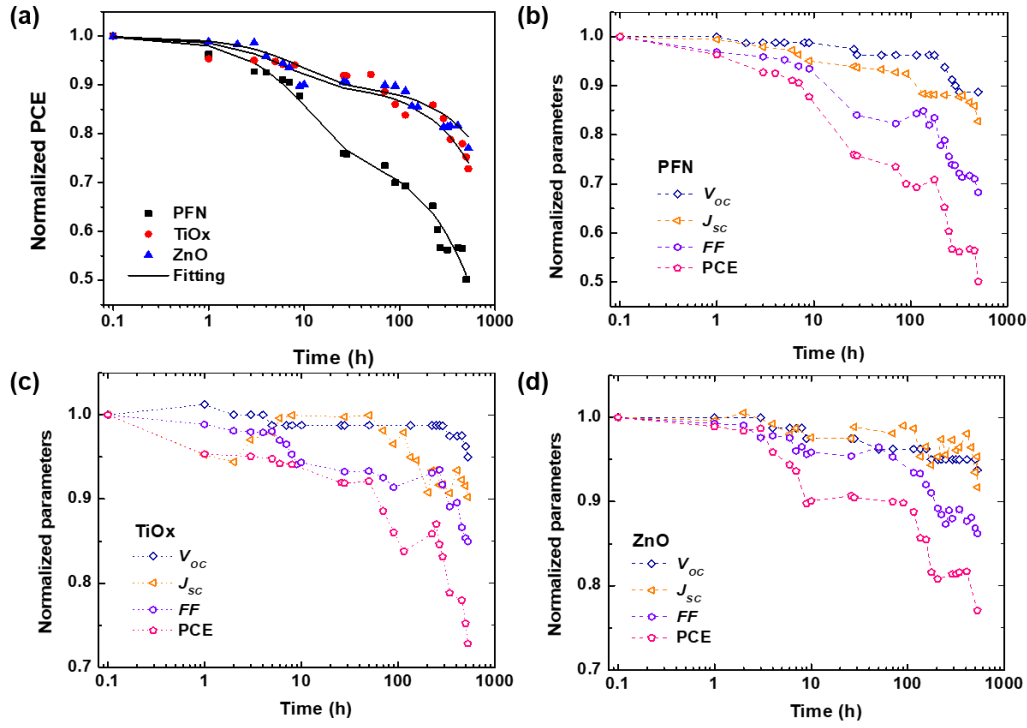 (a)
Normalized PCE
1.0
0.9
0.8
0.7
0.6
0.5
PFN
TiOx
ZnO
Fitting
0.1
1
10
100
1000
Time (h)
(b)
Normalized parameters
1.0
0.9
0.8
0.7
0.6
0.5
PFN
Voc
Jsc
FF
PCE
0.1
1
10
100
1000
Time (h)
(c)
Normalized parameters
1.0
0.9
0.8
0.7
TiOx
Voc
Jsc
FF
PCE
0.1
1
10
100
1000
Time (h)
(d)
Normalized parameters
1.0
0.9
0.8
0.7
ZnO
Voc
Jsc
FF
PCE
0.1
1
10
100
1000
Time (h)